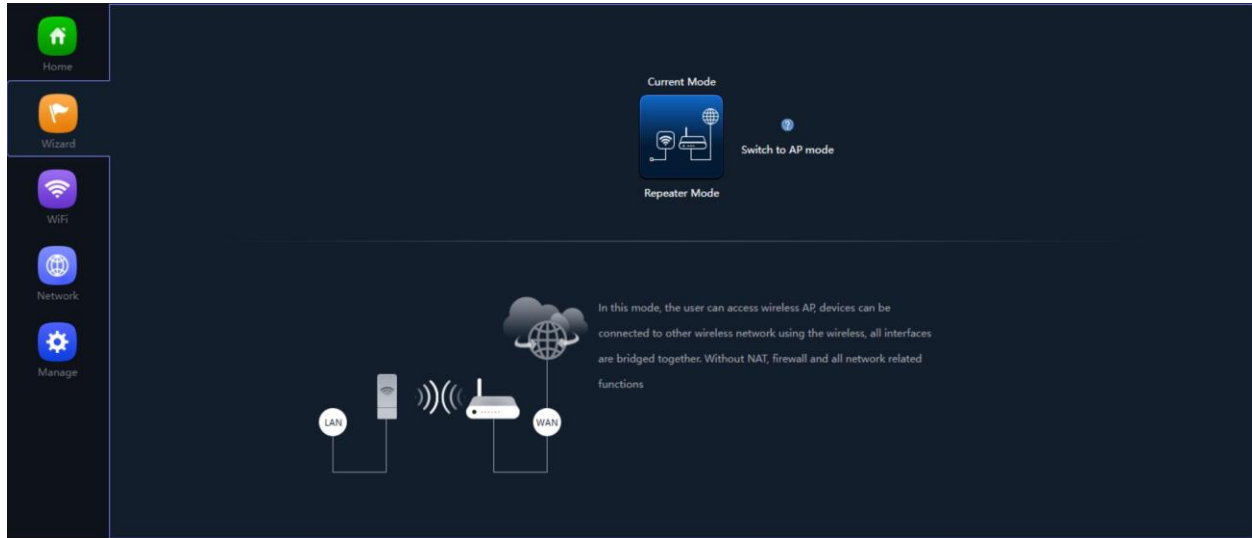 Home
Wizard
WiFi
Network
Manage
Current Mode
Repeater Mode
Switch to AP mode
In this mode, the user can access wireless AP, devices can be
connected to other wireless network using the wireless, all interfaces
are bridged together. Without NAT, firewall and all network related
functions
LAN
WAN